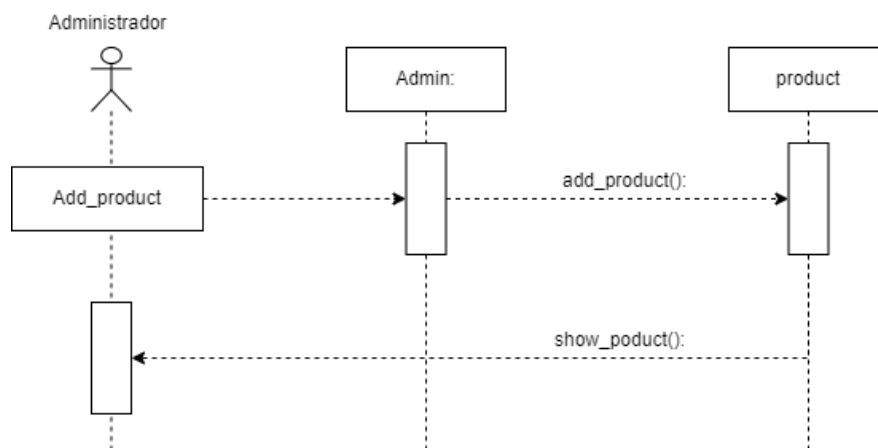 Administrador
Admin:
product
Add_product
add_product():
show_poduct():